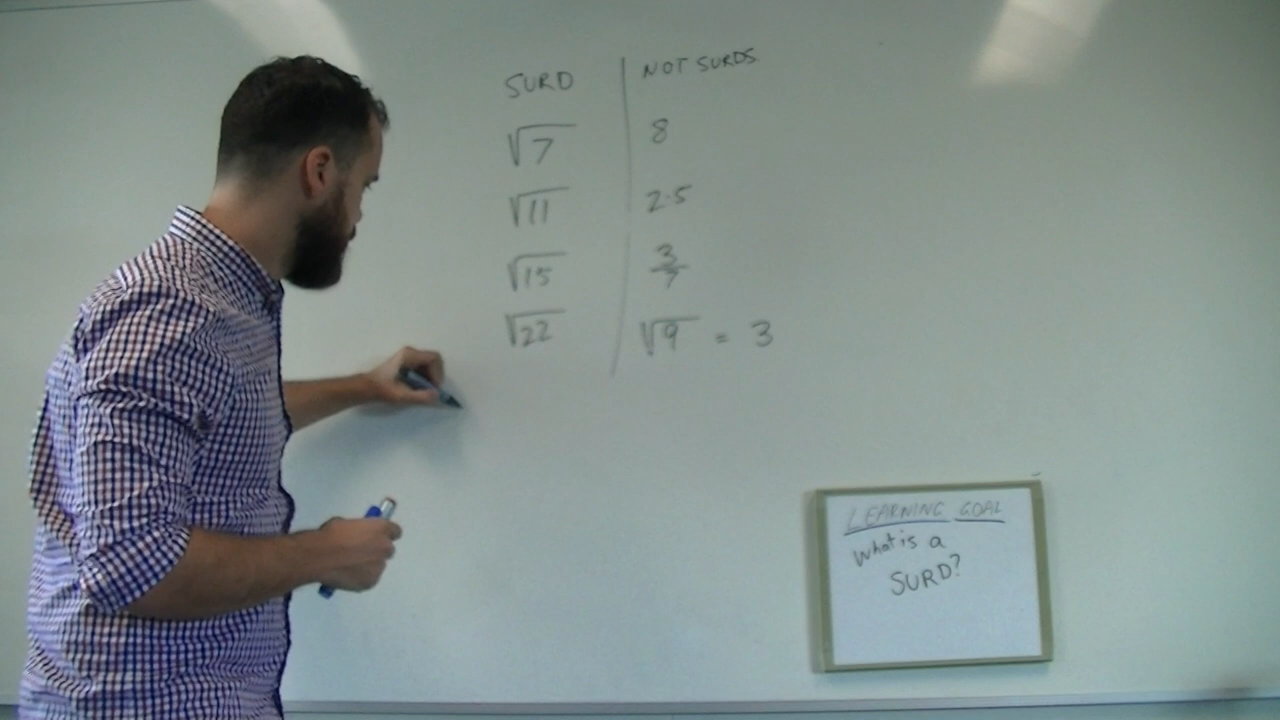 SURD NOT SURDS
√7 8
√11 2.5
√15 3/7
√22 √9 = 3
LEARNING GOAL
What is a
SURD?